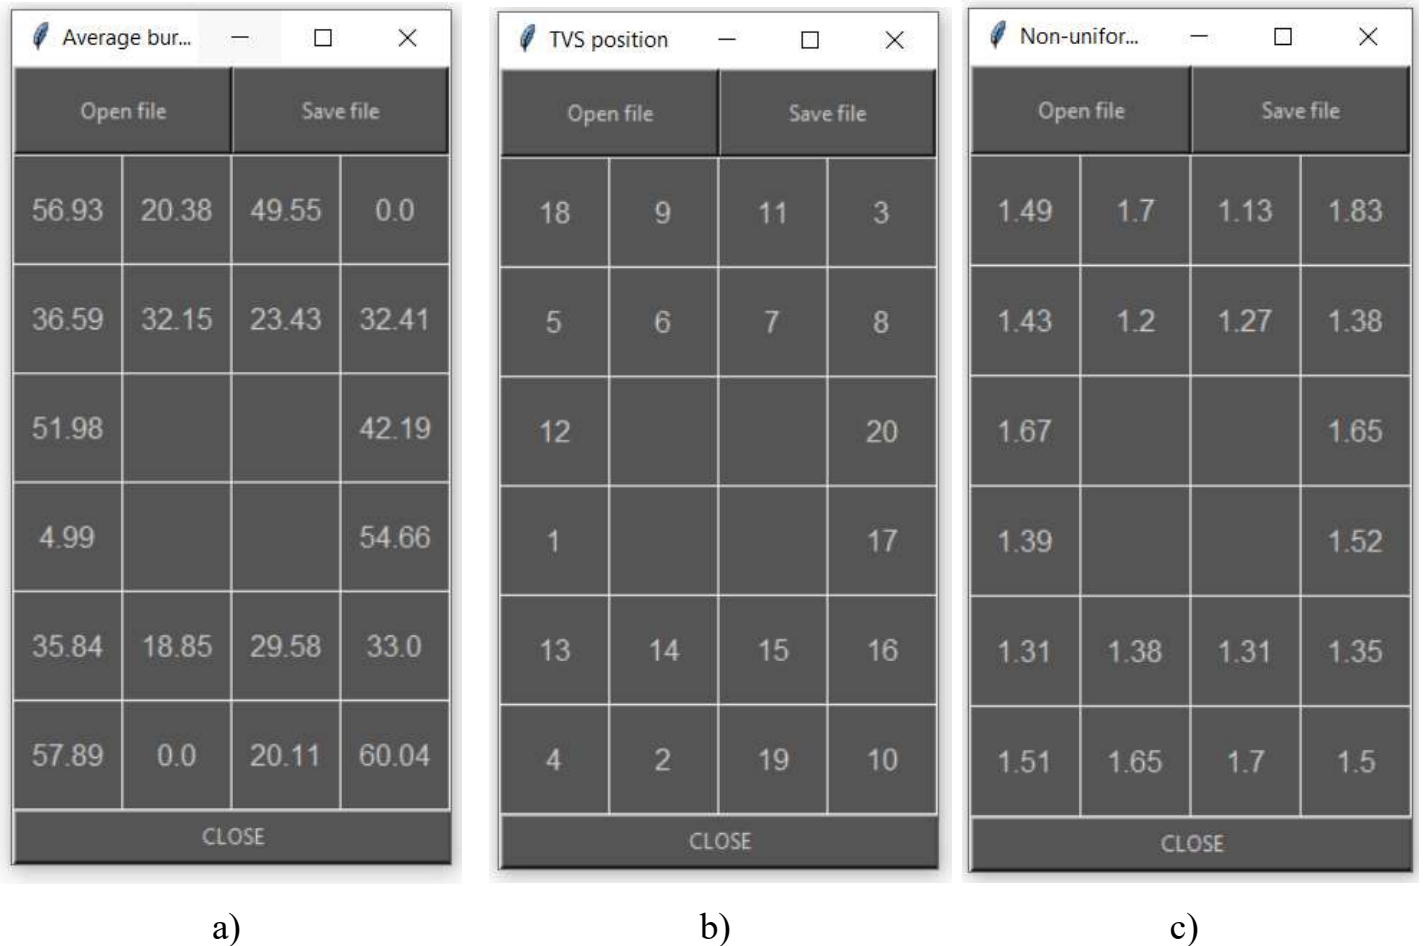 Average bur...
Open file Save file
56.93 20.38 49.55 0.0
36.59 32.15 23.43 32.41
51.98 42.19
4.99 54.66
35.84 18.85 29.58 33.0
57.89 0.0 20.11 60.04
CLOSE
a)
TVS position
Open file Save file
18 9 11 3
5 6 7 8
12 20
1 17
13 14 15 16
4 2 19 10
CLOSE
b)
Non-unifor...
Open file Save file
1.49 1.7 1.13 1.83
1.43 1.2 1.27 1.38
1.67 1.65
1.39 1.52
1.31 1.38 1.31 1.35
1.51 1.65 1.7 1.5
CLOSE
c)